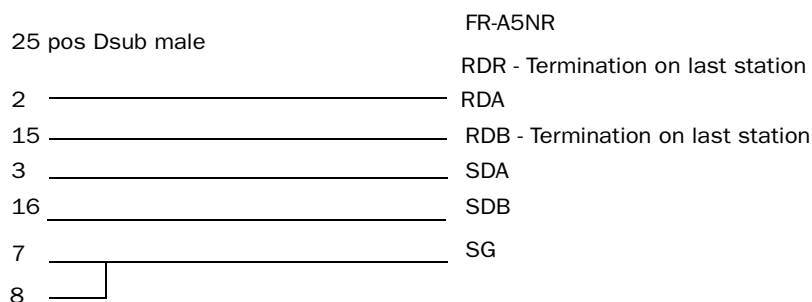 25 pos Dsub male
FR-A5NR
RDR - Termination on last station
2 RDA
15 RDB - Termination on last station
3 SDA
16 SDB
7 SG
8